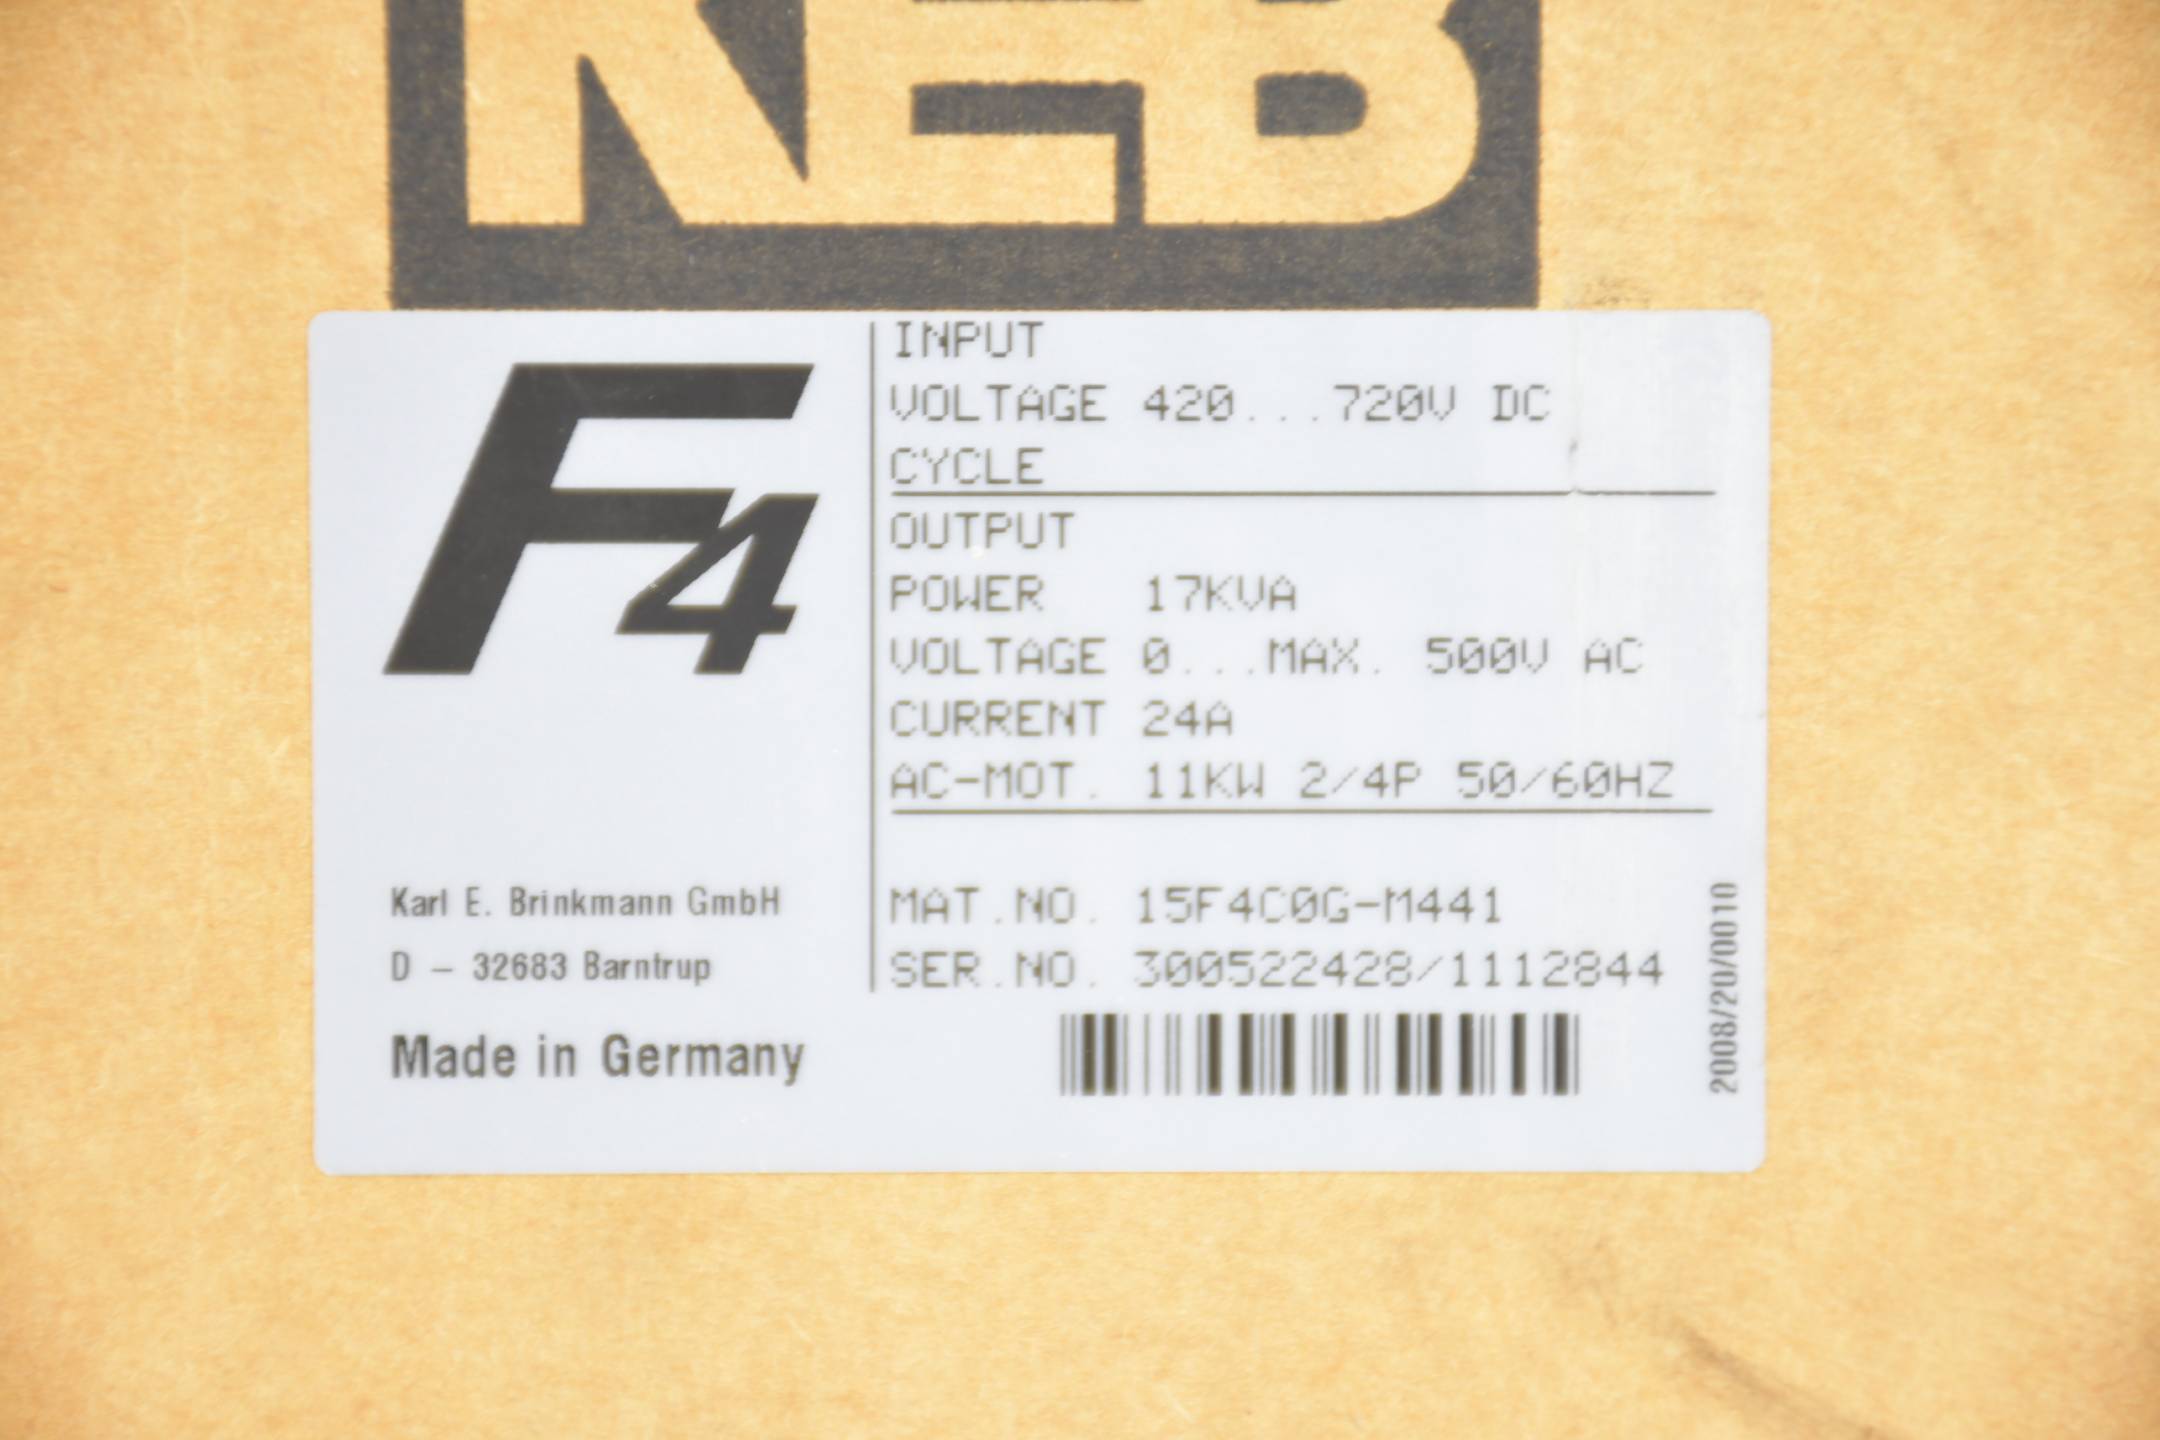 KEB
F4
INPUT
VOLTAGE 420...720V DC
CYCLE
OUTPUT
POWER 17KVA
VOLTAGE 0...MAX. 500V AC
CURRENT 24A
AC-MOT. 11KW 2/4P 50/60HZ
MAT.NO. 15F4C0G-M441
SER.NO. 300522428/1112844
Karl E. Brinkmann GmbH
D – 32683 Barntrup
Made in Germany
2008/20/0010